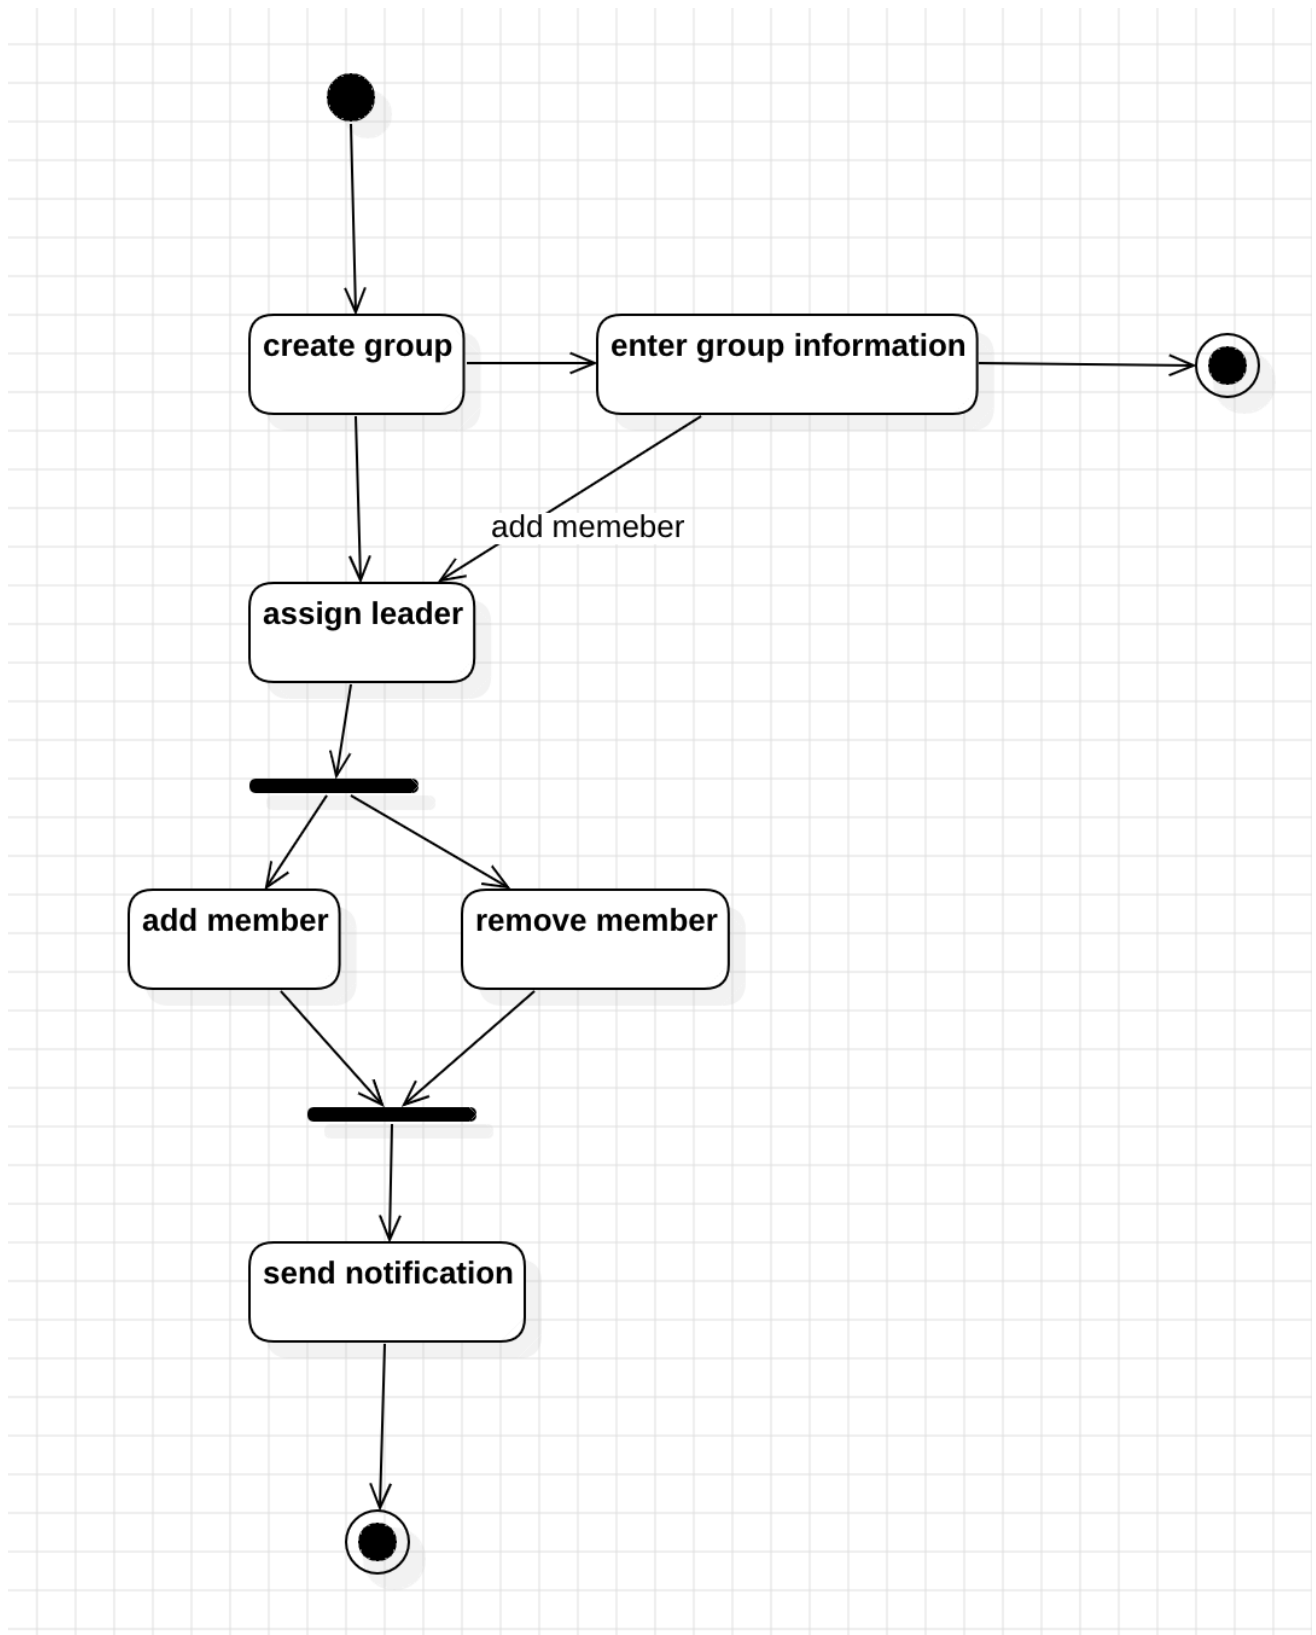 create group
enter group information
add memeber
assign leader
add member
remove member
send notification